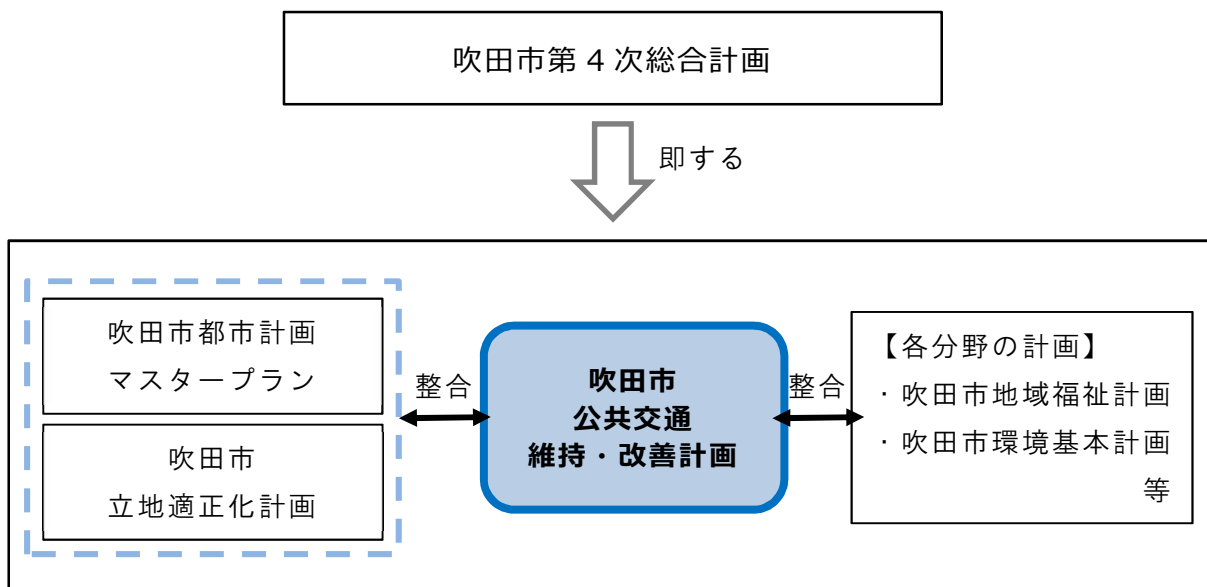 吹田市第4次総合計画
即する
吹田市都市計画
マスタープラン
吹田市
立地適正化計画
整合
吹田市
公共交通
維持・改善計画
整合
【各分野の計画】
・吹田市地域福祉計画
・吹田市環境基本計画
等